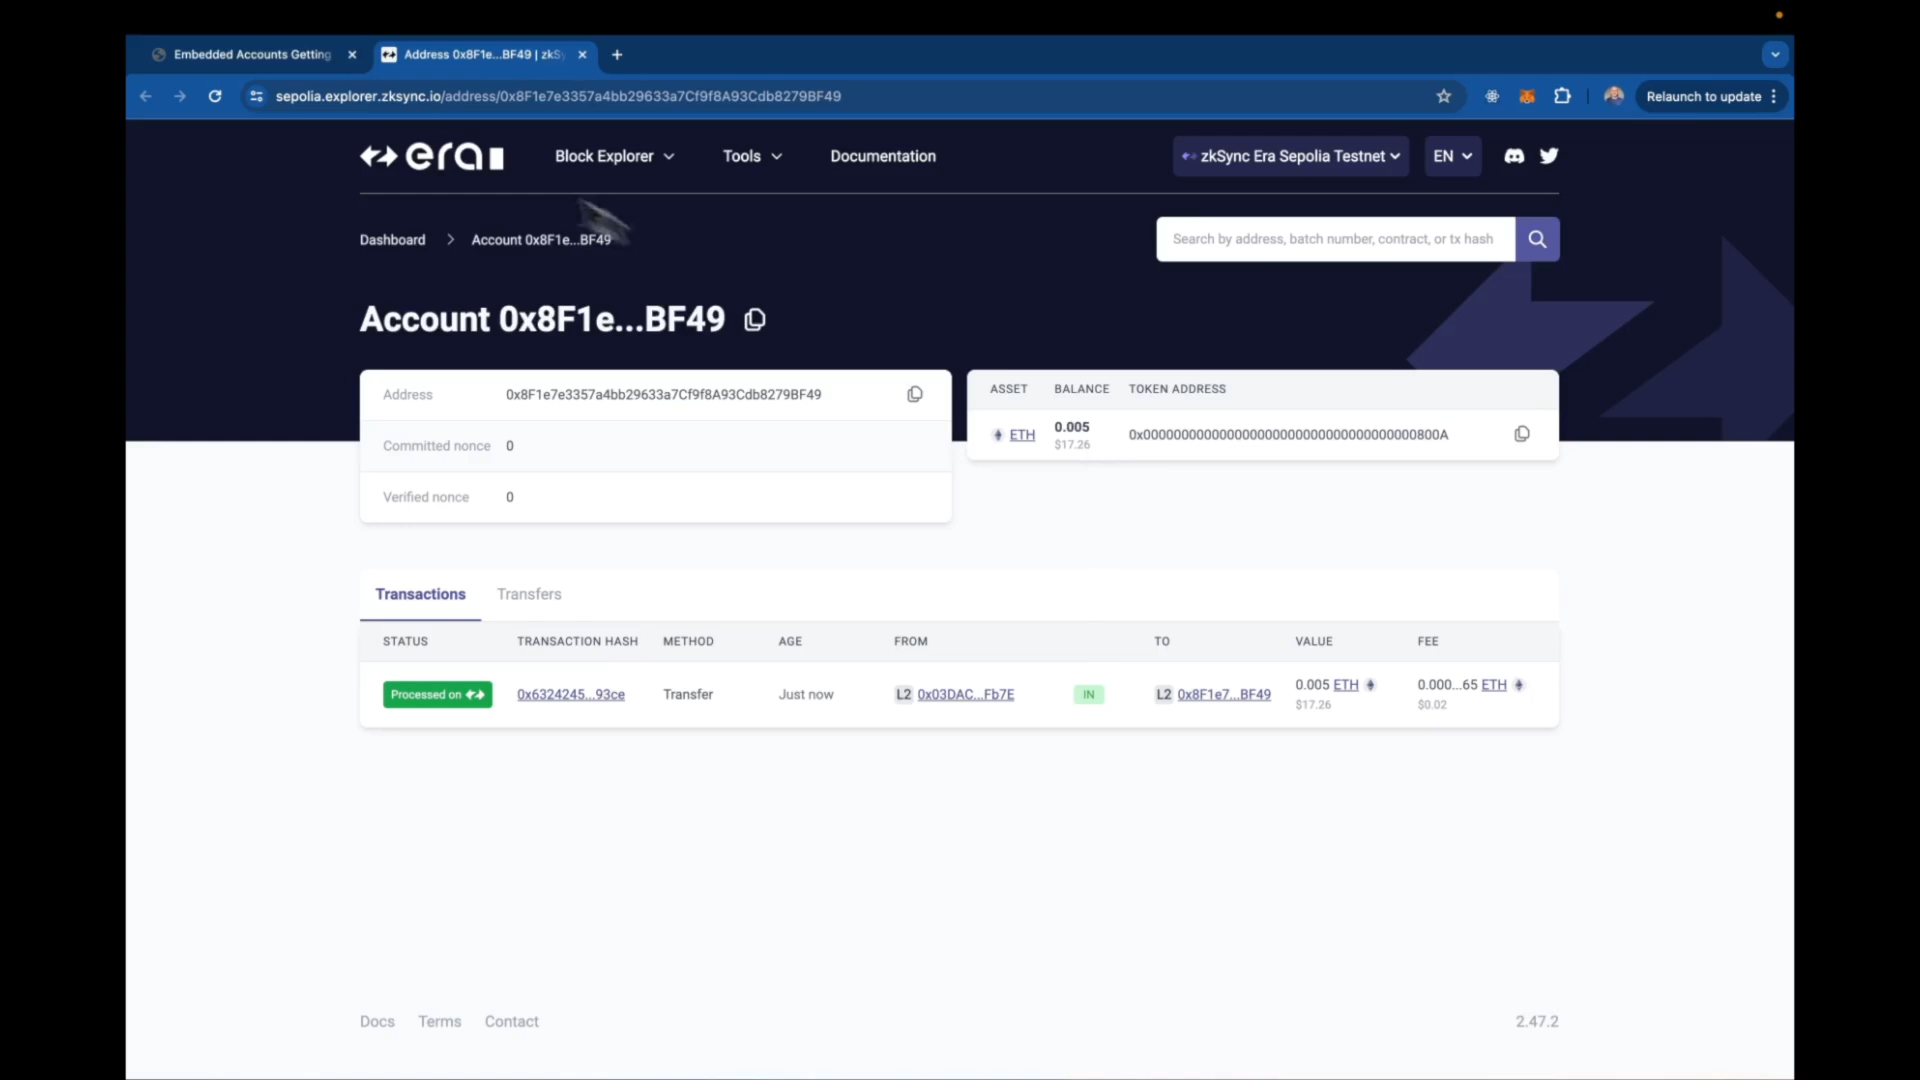 Embedded Accounts Getting
Address 0x8F1e...BF49 | zkSy
sepolia.explorer.zksync.io/address/0x8F1e7e3357a4bb29633a7Cf9f8A93Cdb8279BF49
Relaunch to update
era
Block Explorer
Tools
Documentation
zkSync Era Sepolia Testnet
EN
Dashboard
Account 0x8F1e...BF49
Search by address, batch number, contract, or tx hash
Account 0x8F1e...BF49
Address 0x8F1e7e3357a4bb29633a7Cf9f8A93Cdb8279BF49
Committed nonce 0
Verified nonce 0
ASSET BALANCE TOKEN ADDRESS
ETH 0.005 0x000000000000000000000000000000000000800A
$17.26
Transactions Transfers
STATUS TRANSACTION HASH METHOD AGE FROM TO VALUE FEE
Processed on 0x6324245...93ce Transfer Just now L2 0x03DAC...Fb7E IN L2 0x8F1e7...BF49 0.005 ETH 0.000...65 ETH
$17.26 $0.02
Docs Terms Contact
2.47.2